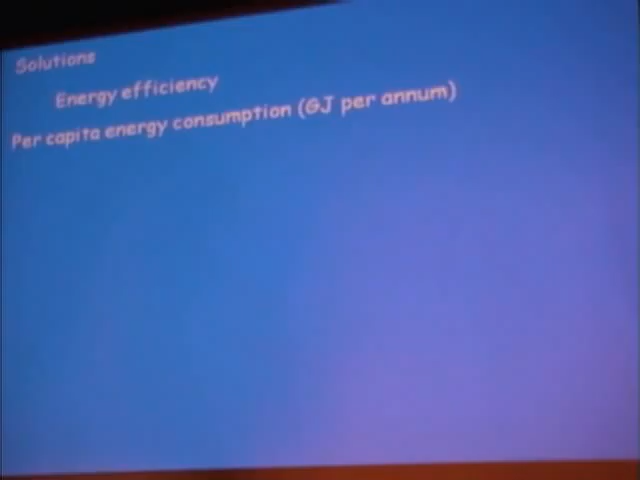 Solutions
Energy efficiency
Per capita energy consumption (GJ per annum)